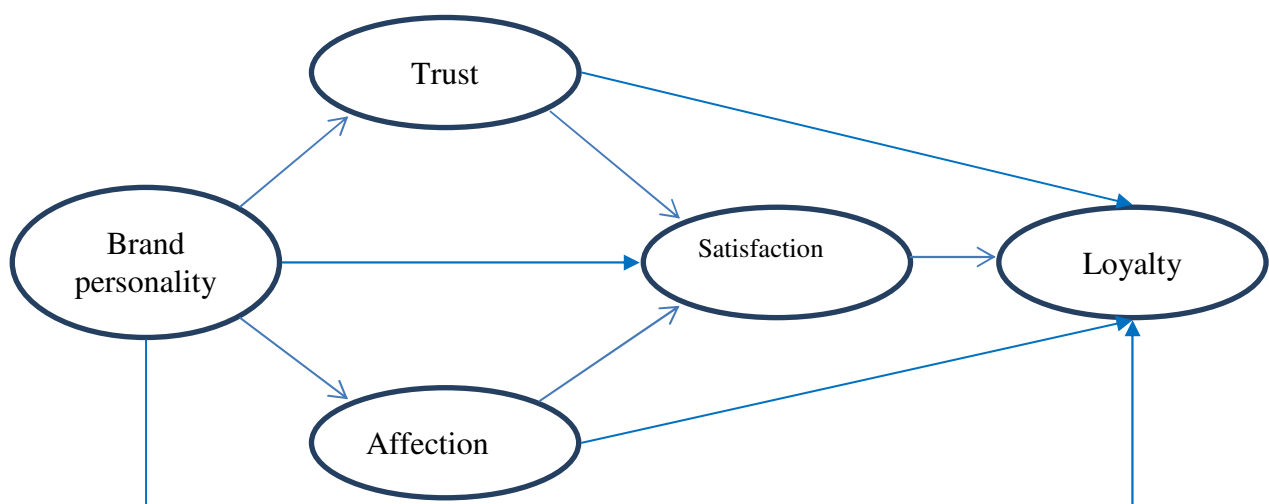 Trust
Brand
personality
Satisfaction
Loyalty
Affection